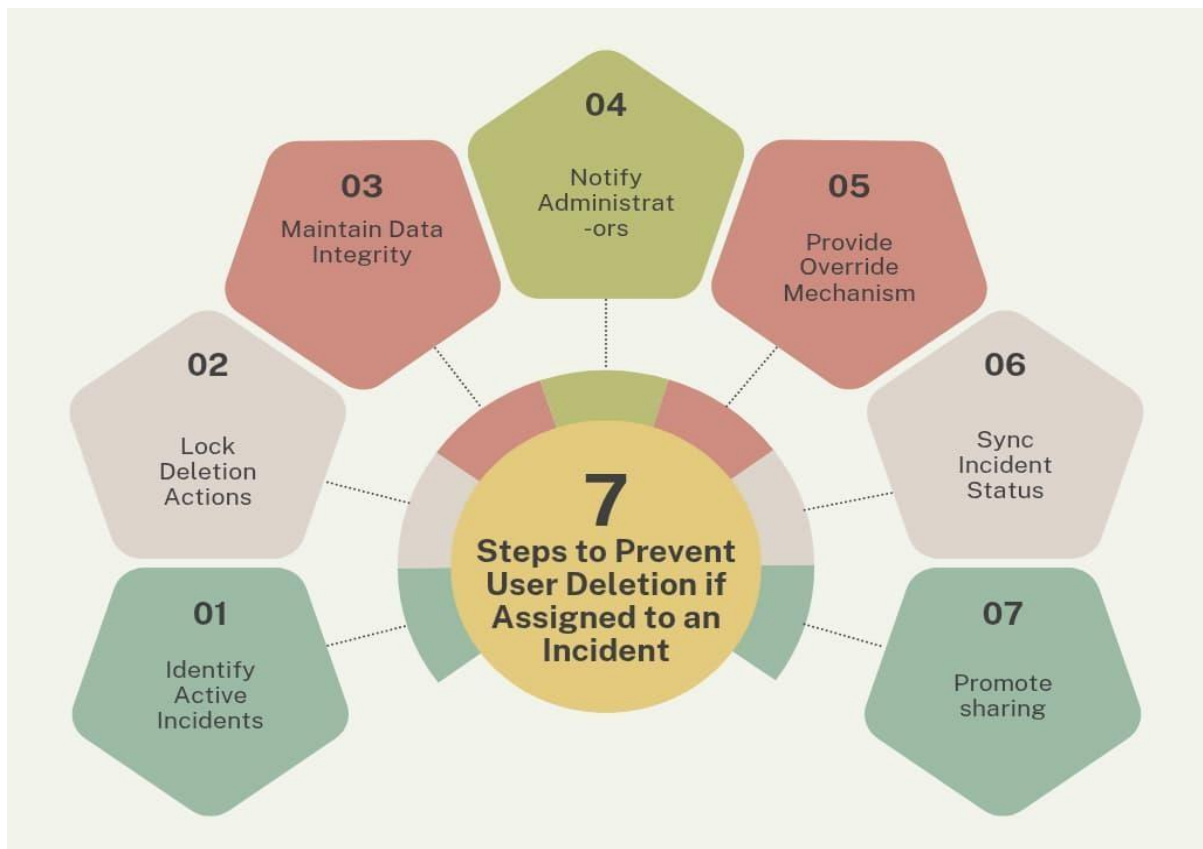 7
Steps to Prevent
User Deletion if
Assigned to an
Incident
01
Identify
Active
Incidents
02
Lock
Deletion
Actions
03
Maintain Data
Integrity
04
Notify
Administrat
-ors
05
Provide
Override
Mechanism
06
Sync
Incident
Status
07
Promote
sharing